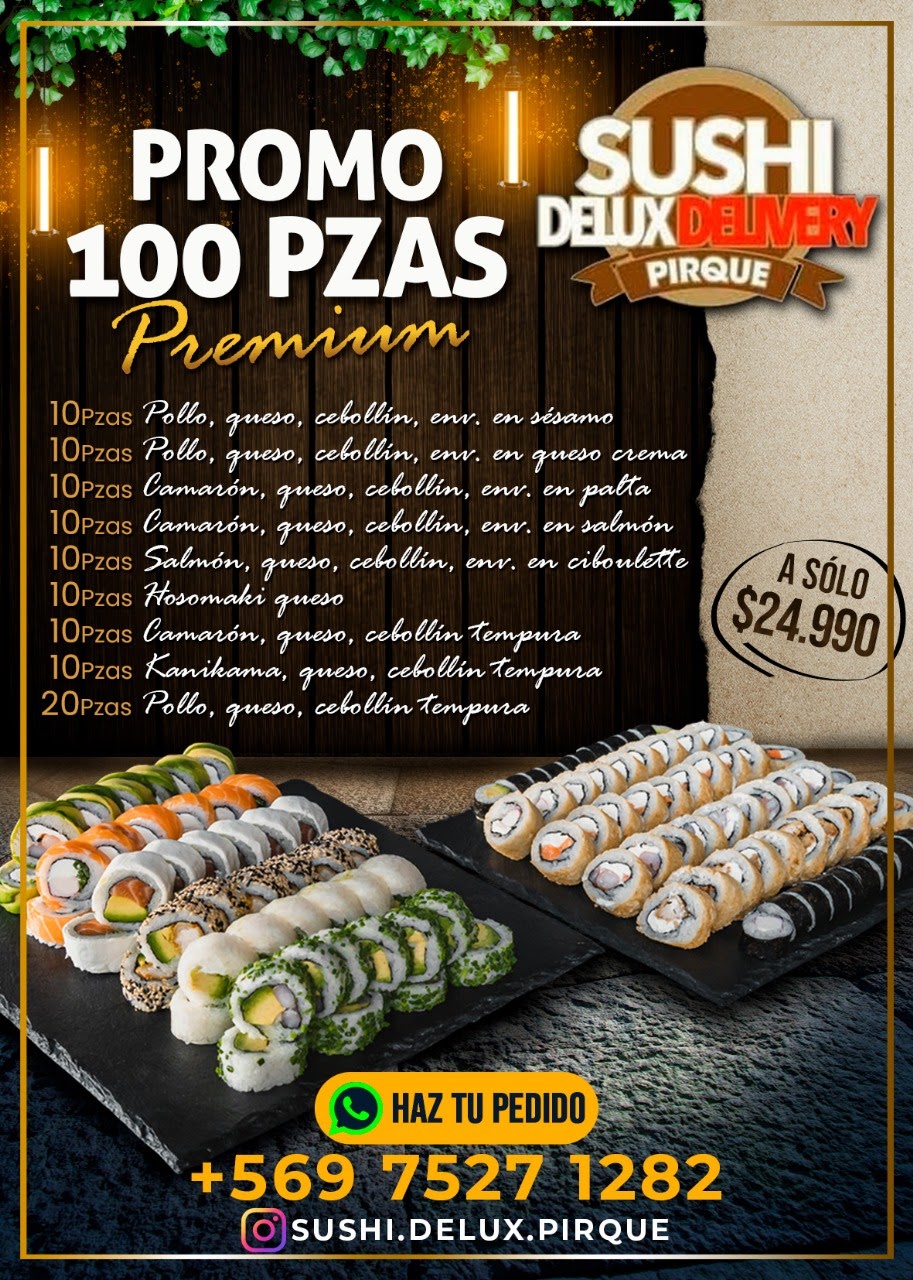 PROMO
100 PZAS
Premium
SUSHI
DELUX DELIVERY
PIRQUE
10Pzas Pollo, queso, cebollín, env. en sésamo
10Pzas Pollo, queso, cebollín, env. en queso crema
10Pzas Camarón, queso, cebollín, env. en palta
10Pzas Camarón, queso, cebollín, env. en salmón
10Pzas Salmón, queso, cebollín, env. en ciboulette
10Pzas Hosomaki queso
10Pzas Camarón, queso, cebollín tempura
10Pzas Kanikama, queso, cebollín tempura
20Pzas Pollo, queso, cebollín tempura
A SÓLO
$24.990
HAZ TU PEDIDO
+569 7527 1282
SUSHI.DELUX.PIRQUE